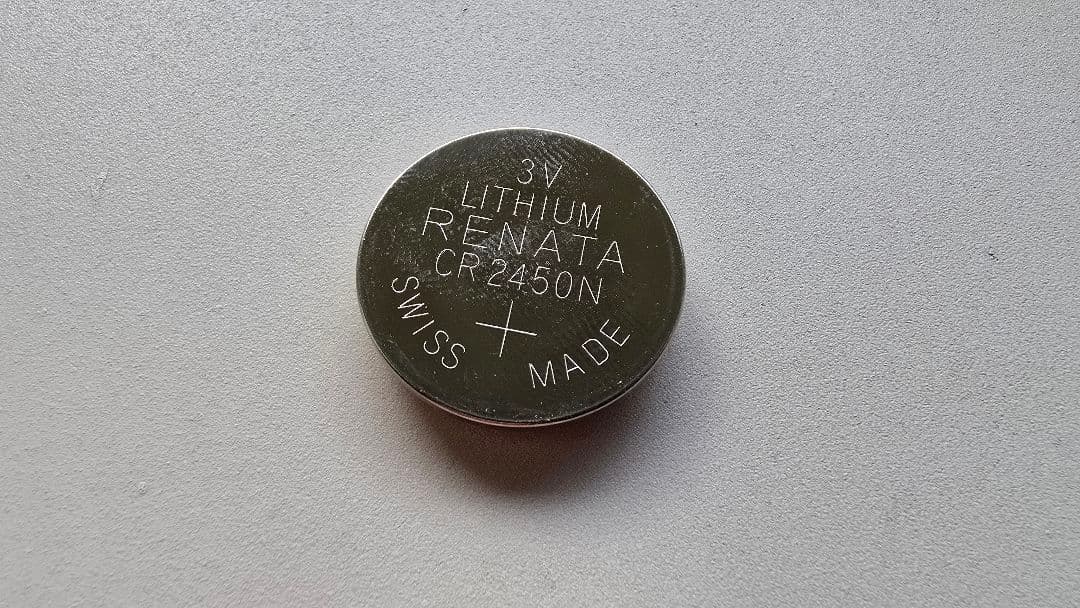 3V
LITHIUM
RENATA
CR 2450N
+
SWISS MADE